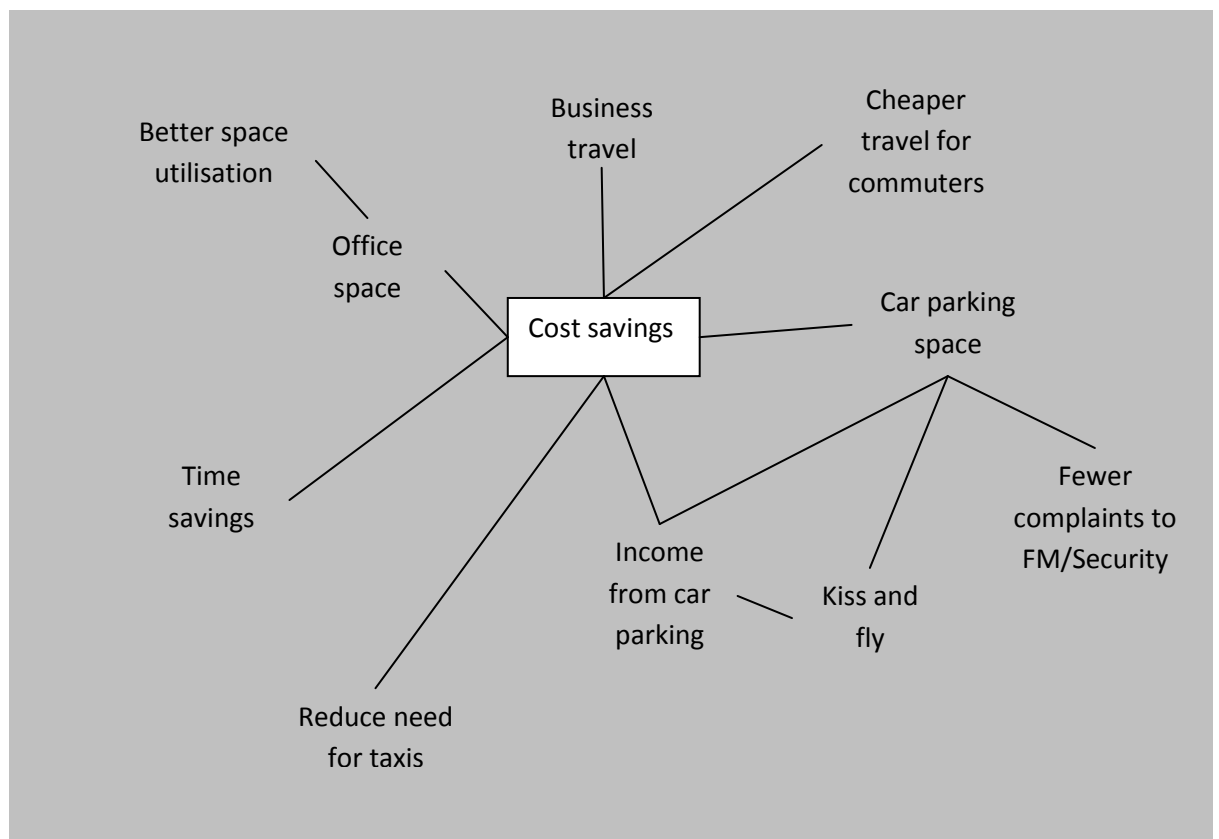 Better space
utilisation
Business
travel
Cheaper
travel for
commuters
Office
space
Cost savings
Car parking
space
Time
savings
Income
from car
parking
Kiss and
fly
Fewer
complaints to
FM/Security
Reduce need
for taxis